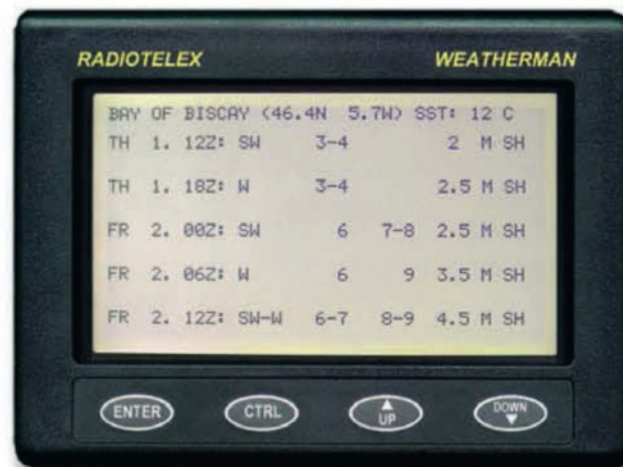 RADIOTELEX WEATHERMAN
BAY OF BISCAY (46.4N 5.7W) SST: 12 C
TH 1. 12Z: SW 3-4 2 M SH
TH 1. 18Z: W 3-4 2.5 M SH
FR 2. 00Z: SW 6 7-8 2.5 M SH
FR 2. 06Z: W 6 9 3.5 M SH
FR 2. 12Z: SW-W 6-7 8-9 4.5 M SH
ENTER CTRL UP DOWN